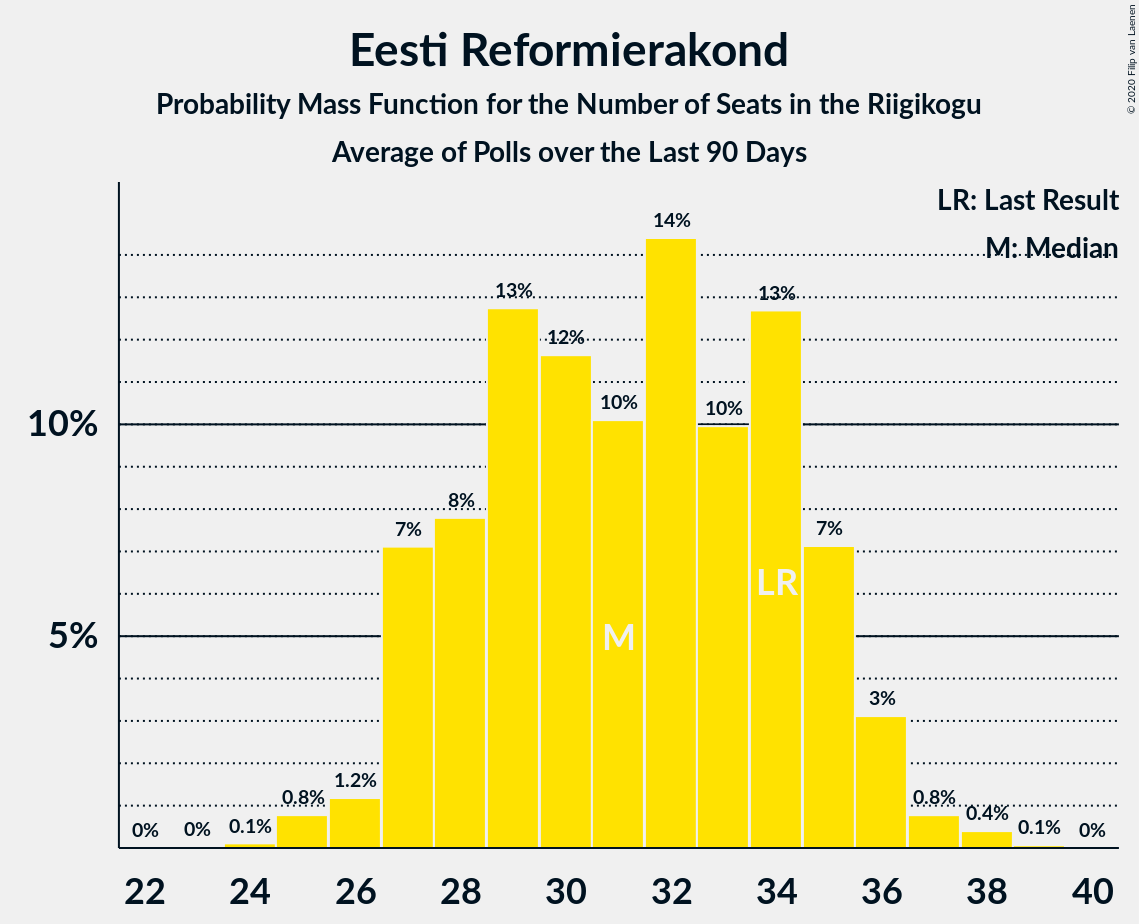 Eesti Reformierakond
Probability Mass Function for the Number of Seats in the Riigikogu
Average of Polls over the Last 90 Days
© 2020 Filip van Laenen
LR: Last Result
M: Median
14%
13%
13%
12%
10%
10%
10%
8%
7%
7%
LR
M
5%
3%
1.2%
0.8%
0.8%
0.4%
0.1%
0.1%
0%
0%
0%
22 24 26 28 30 32 34 36 38 40